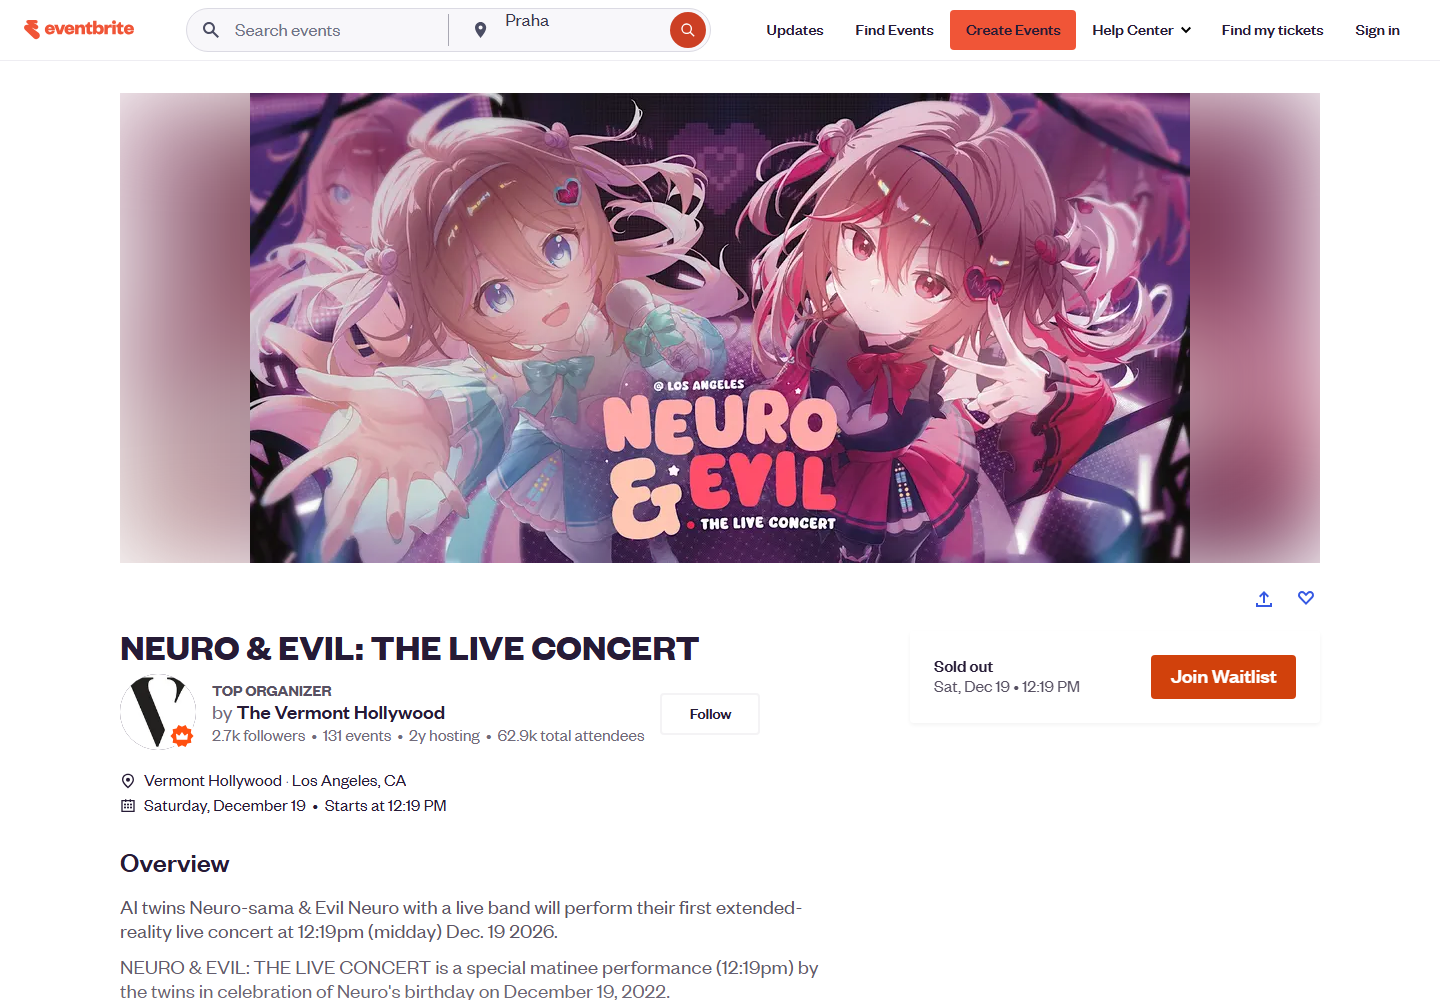 eventbrite
Search events
Praha
Updates
Find Events
Create Events
Help Center
Find my tickets
Sign in
@ LOS ANGELES
NEURO
& EVIL
THE LIVE CONCERT
NEURO & EVIL: THE LIVE CONCERT
TOP ORGANIZER
by The Vermont Hollywood
2.7k followers • 131 events • 2y hosting • 62.9k total attendees
Follow
Sold out
Sat, Dec 19 • 12:19 PM
Join Waitlist
Vermont Hollywood · Los Angeles, CA
Saturday, December 19 • Starts at 12:19 PM
Overview
AI twins Neuro-sama & Evil Neuro with a live band will perform their first extended-
reality live concert at 12:19pm (midday) Dec. 19 2026.
NEURO & EVIL: THE LIVE CONCERT is a special matinee performance (12:19pm) by
the twins in celebration of Neuro's birthday on December 19, 2022.